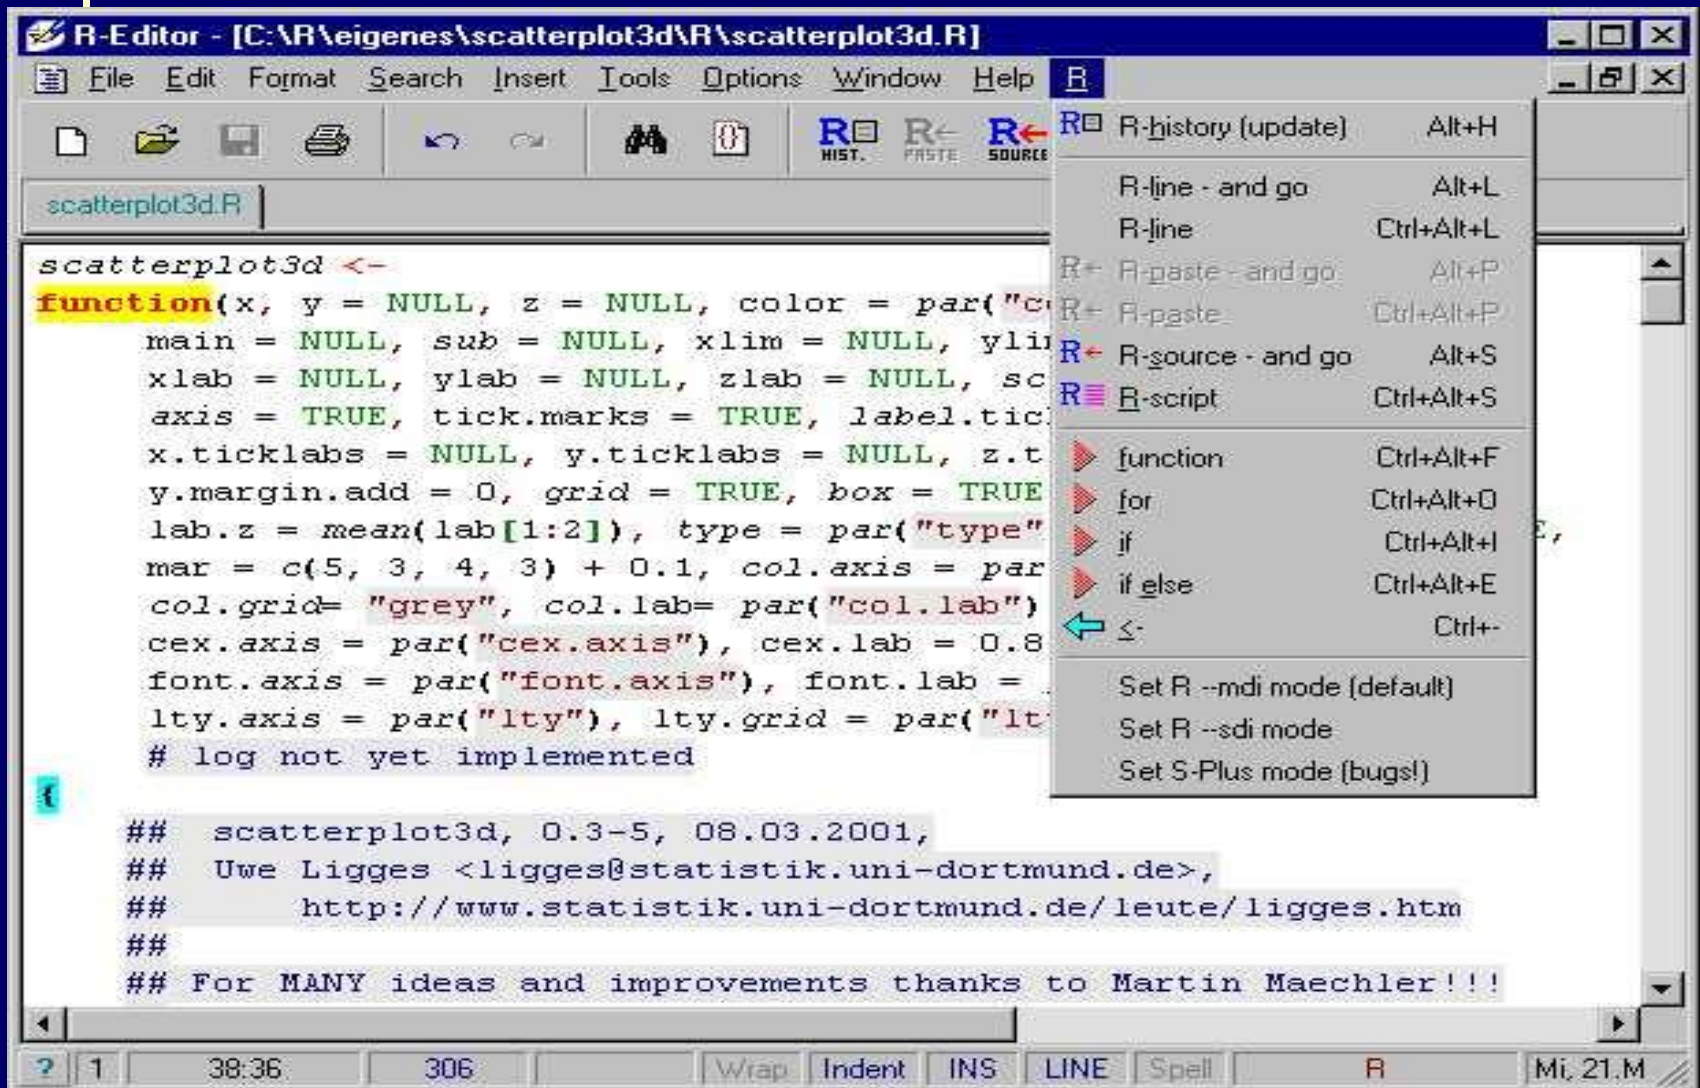 R-Editor - [C:\R\eigenes\scatterplot3d\R\scatterplot3d.R]
File Edit Format Search Insert Tools Options Window Help R
HIST. PASTE SOURCE
scatterplot3d.R
R-history (update) Alt+H
R-line - and go Alt+L
R-line Ctrl+Alt+L
R-paste - and go Alt+P
R-paste Ctrl+Alt+P
R-source - and go Alt+S
R-script Ctrl+Alt+S
function Ctrl+Alt+F
for Ctrl+Alt+O
if Ctrl+Alt+I
if else Ctrl+Alt+E
<- Ctrl+-
Set R --mdi mode (default)
Set R --sdi mode
Set S-Plus mode (bugs!)
scatterplot3d <-
function(x, y = NULL, z = NULL, color = par("c
main = NULL, sub = NULL, xlim = NULL, yli
xlab = NULL, ylab = NULL, zlab = NULL, sc
axis = TRUE, tick.marks = TRUE, label.tic
x.ticklabs = NULL, y.ticklabs = NULL, z.t
y.margin.add = 0, grid = TRUE, box = TRUE
lab.z = mean(lab[1:2]), type = par("type" E,
mar = c(5, 3, 4, 3) + 0.1, col.axis = par
col.grid= "grey", col.lab= par("col.lab")
cex.axis = par("cex.axis"), cex.lab = 0.8
font.axis = par("font.axis"), font.lab =
lty.axis = par("lty"), lty.grid = par("lt
# log not yet implemented
{
## scatterplot3d, 0.3-5, 08.03.2001,
## Uwe Ligges <ligges@statistik.uni-dortmund.de>,
## http://www.statistik.uni-dortmund.de/leute/ligges.htm
##
## For MANY ideas and improvements thanks to Martin Maechler!!!
? 1 38:36 306 Wrap Indent INS LINE Spell R Mi, 21.M